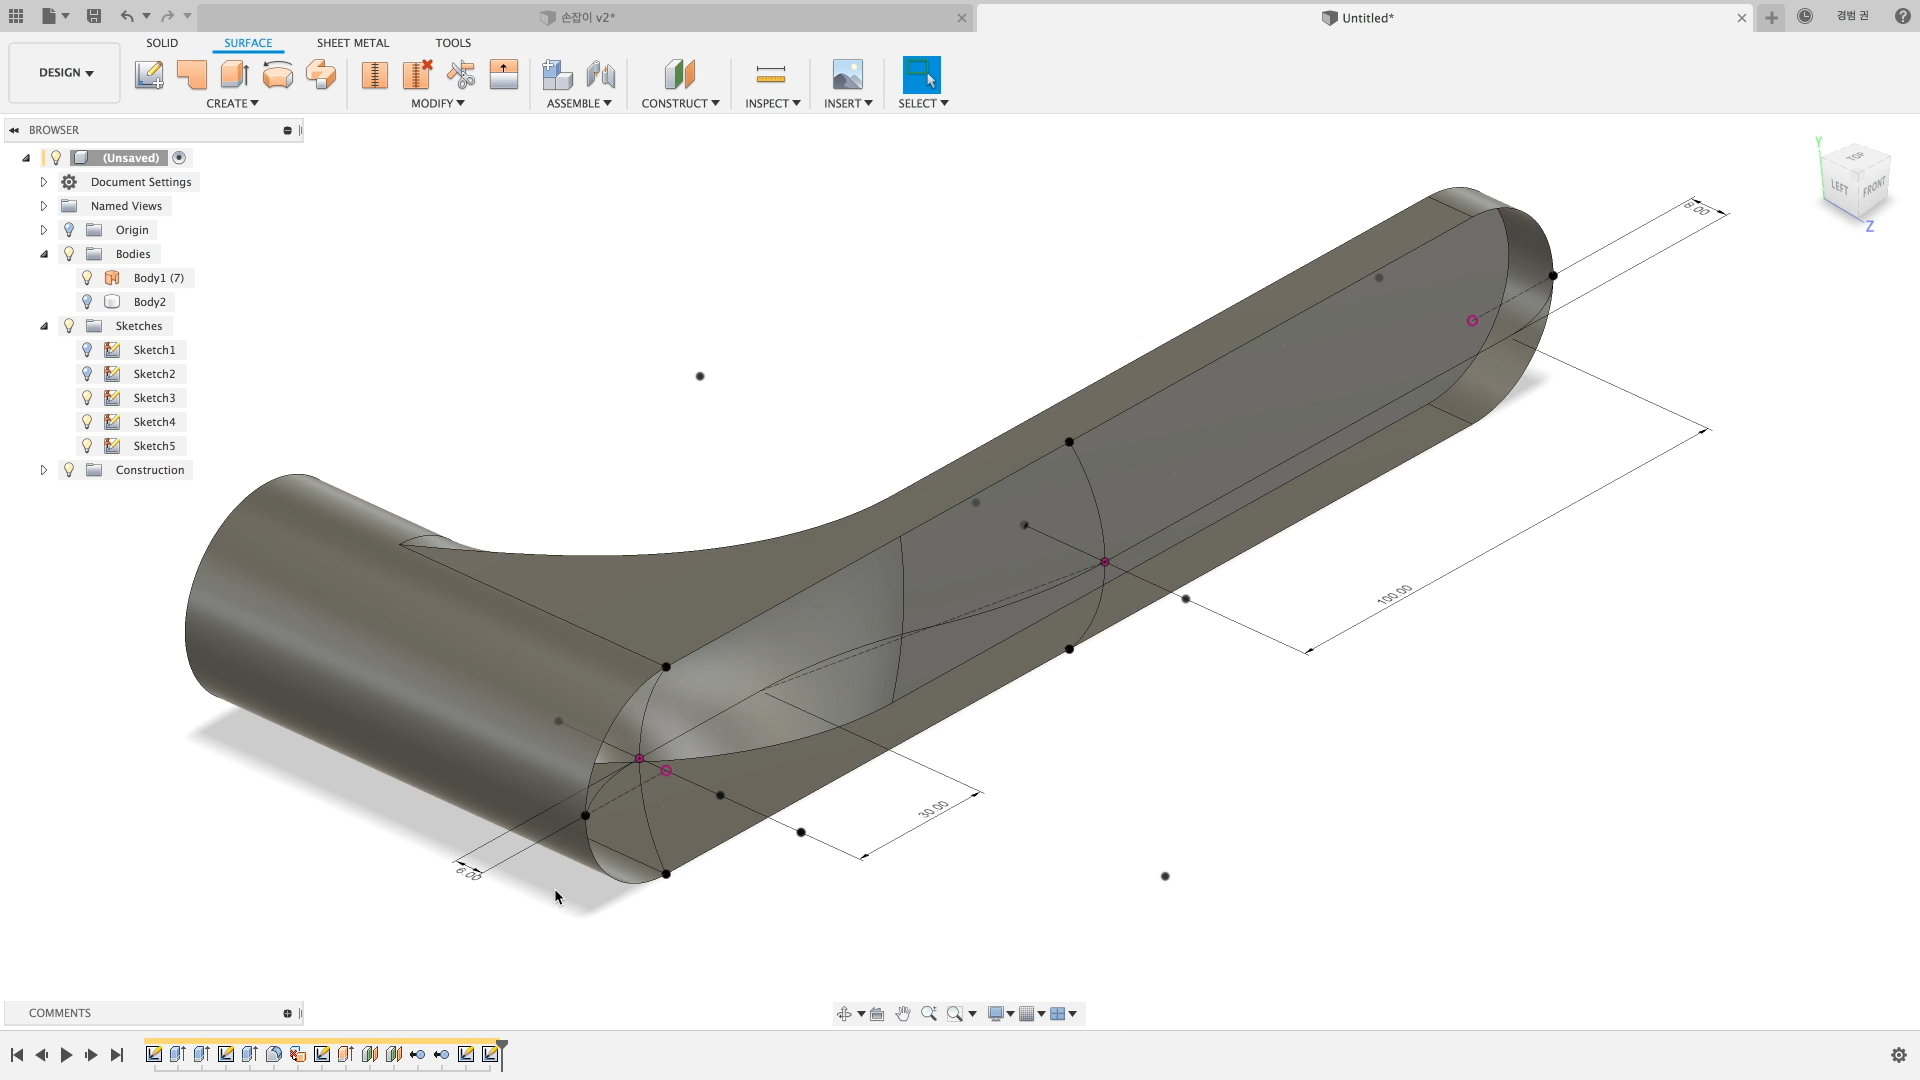 손잡이 v2*
Untitled*
경범 권
SOLID
SURFACE
SHEET METAL
TOOLS
DESIGN
CREATE
MODIFY
ASSEMBLE
CONSTRUCT
INSPECT
INSERT
SELECT
BROWSER
(Unsaved)
Document Settings
Named Views
Origin
Bodies
Body1 (7)
Body2
Sketches
Sketch1
Sketch2
Sketch3
Sketch4
Sketch5
Construction
Y
TOP
LEFT
FRONT
Z
8.00
100.00
30.00
6.00
COMMENTS